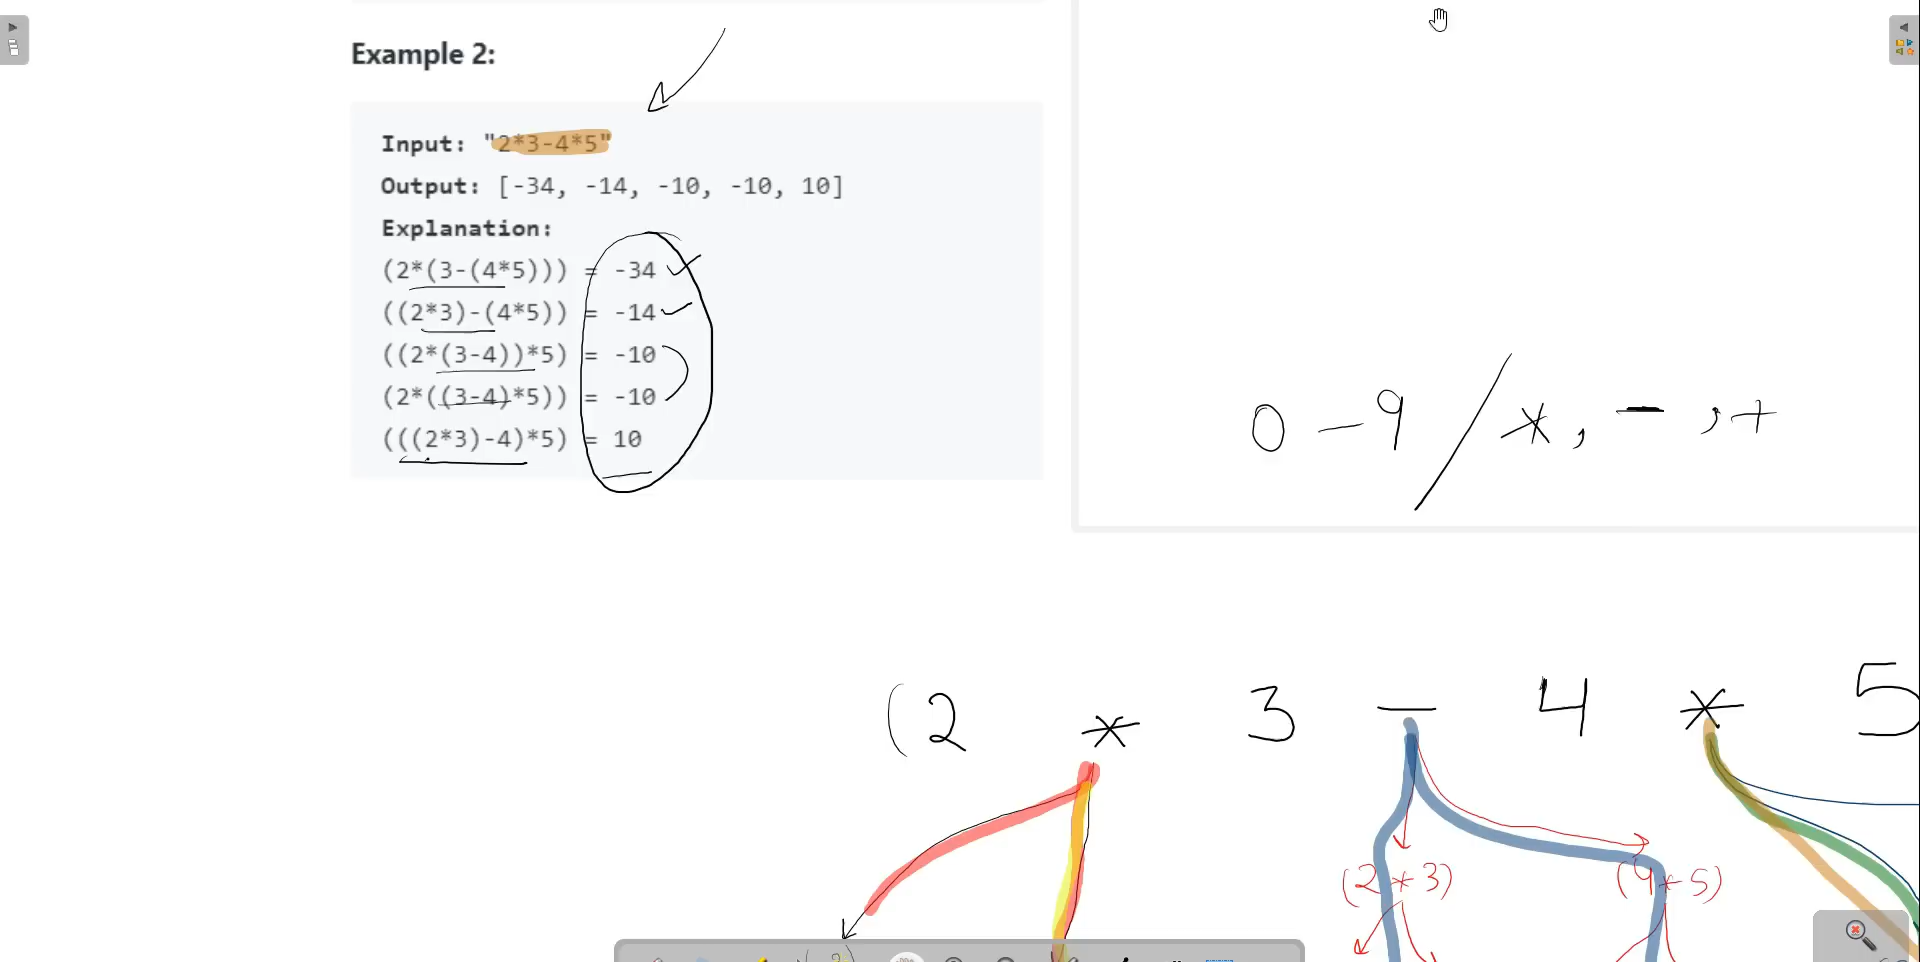 Example 2:
Input: "2*3-4*5"
Output: [-34, -14, -10, -10, 10]
Explanation:
(2*(3-(4*5))) = -34
((2*3)-(4*5)) = -14
((2*(3-4))*5) = -10
(2*((3-4)*5)) = -10
(((2*3)-4)*5) = 10
0 - 9 / *, - , +
(2 * 3 - 4 * 5
(2 * 3) (4 * 5)